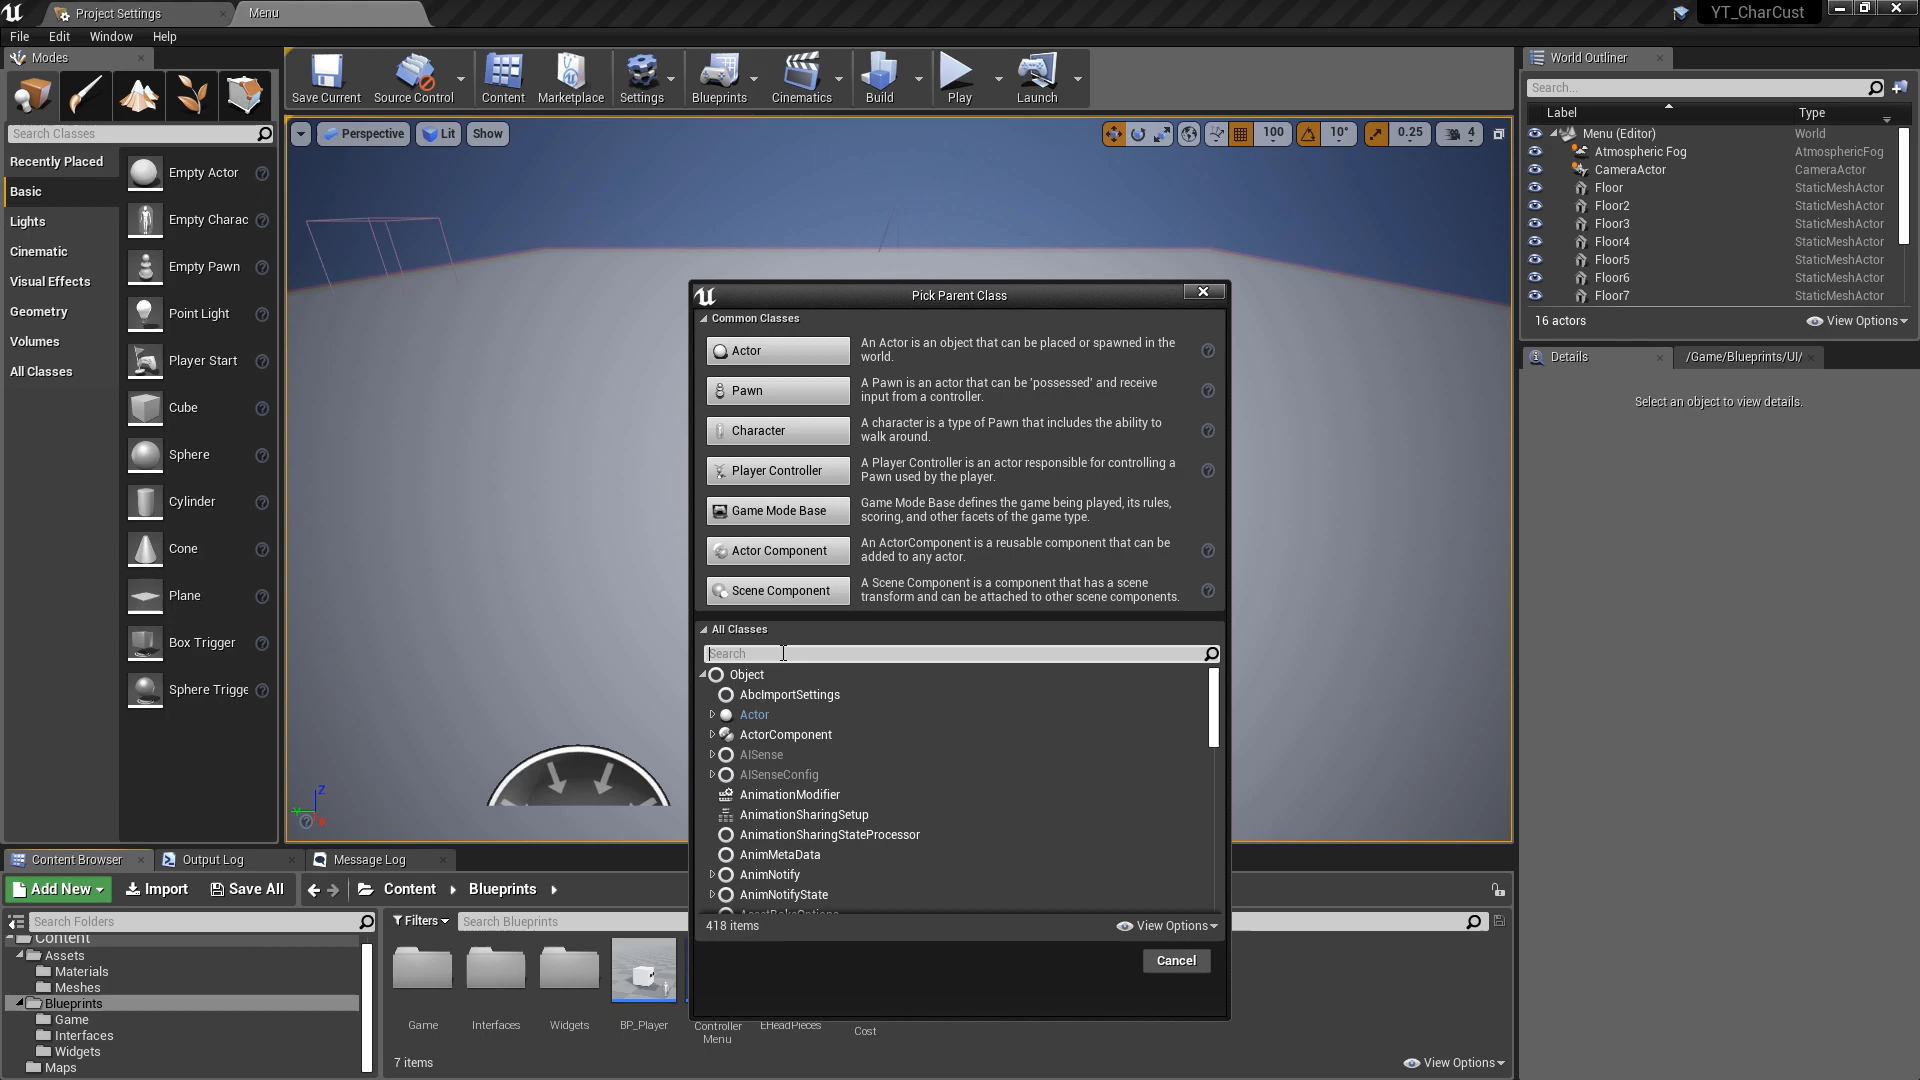 Project Settings
Menu
YT_CharCust
File Edit Window Help
Modes
Search Classes
Recently Placed
Basic
Lights
Cinematic
Visual Effects
Geometry
Volumes
All Classes
Empty Actor
Empty Charac
Empty Pawn
Point Light
Player Start
Cube
Sphere
Cylinder
Cone
Plane
Box Trigger
Sphere Trigge
Save Current
Source Control
Content
Marketplace
Settings
Blueprints
Cinematics
Build
Play
Launch
Perspective
Lit
Show
100
10°
0.25
4
Z
Pick Parent Class
Common Classes
Actor
An Actor is an object that can be placed or spawned in the
world.
Pawn
A Pawn is an actor that can be 'possessed' and receive
input from a controller.
Character
A character is a type of Pawn that includes the ability to
walk around.
Player Controller
A Player Controller is an actor responsible for controlling a
Pawn used by the player.
Game Mode Base
Game Mode Base defines the game being played, its rules,
scoring, and other facets of the game type.
Actor Component
An ActorComponent is a reusable component that can be
added to any actor.
Scene Component
A Scene Component is a component that has a scene
transform and can be attached to other scene components.
All Classes
Search
Object
AbcImportSettings
Actor
ActorComponent
AISense
AISenseConfig
AnimationModifier
AnimationSharingSetup
AnimationSharingStateProcessor
AnimMetaData
AnimNotify
AnimNotifyState
418 items
View Options
Cancel
World Outliner
Search...
Label Type
Menu (Editor) World
Atmospheric Fog AtmosphericFog
CameraActor CameraActor
Floor StaticMeshActor
Floor2 StaticMeshActor
Floor3 StaticMeshActor
Floor4 StaticMeshActor
Floor5 StaticMeshActor
Floor6 StaticMeshActor
Floor7 StaticMeshActor
16 actors
View Options
Details
/Game/Blueprints/UI/
Select an object to view details.
Content Browser
Output Log
Message Log
Add New
Import
Save All
Content
Blueprints
Search Folders
Filters
Search Blueprints
Content
Assets
Materials
Meshes
Blueprints
Game
Interfaces
Widgets
Maps
Game
Interfaces
Widgets
BP_Player
Controller
Menu
EHeadPieces
Cost
7 items
View Options